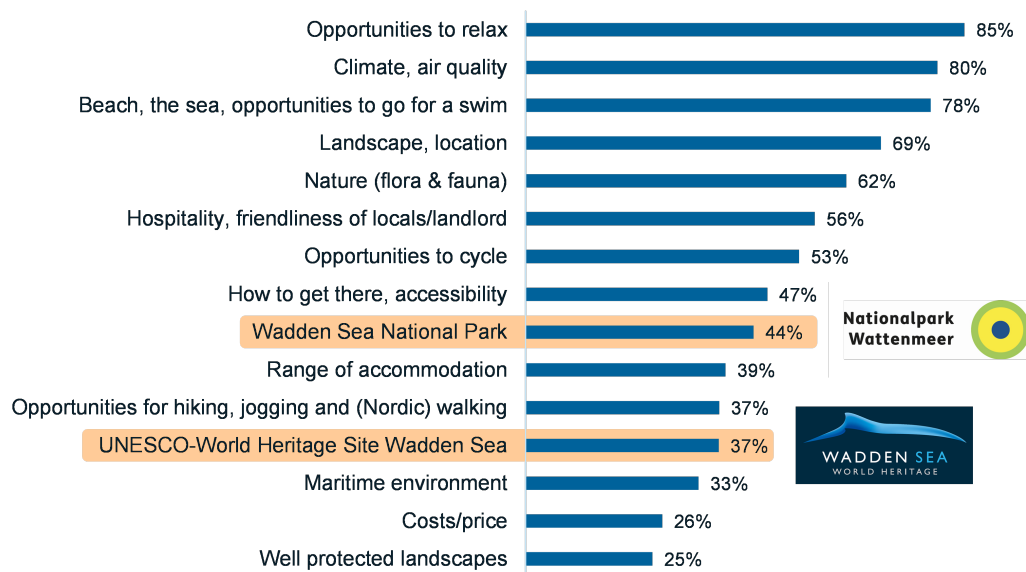 Opportunities to relax 85%
Climate, air quality 80%
Beach, the sea, opportunities to go for a swim 78%
Landscape, location 69%
Nature (flora & fauna) 62%
Hospitality, friendliness of locals/landlord 56%
Opportunities to cycle 53%
How to get there, accessibility 47%
Wadden Sea National Park 44%
Nationalpark
Wattenmeer
Range of accommodation 39%
Opportunities for hiking, jogging and (Nordic) walking 37%
UNESCO-World Heritage Site Wadden Sea 37%
WADDEN SEA
WORLD HERITAGE
Maritime environment 33%
Costs/price 26%
Well protected landscapes 25%